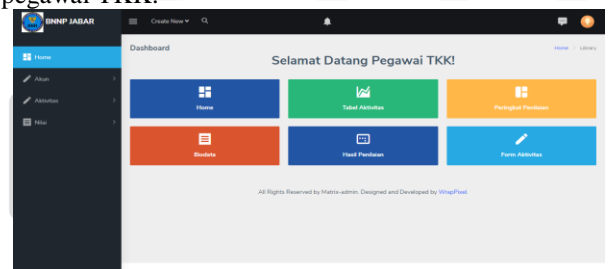 pegawai TKK.
BNNP JABAR
Create New
Dashboard
Home
Library
Selamat Datang Pegawai TKK!
Home
Akun
Aktivitas
Nilai
Home
Tabel Aktivitas
Peringkat Penilaian
Biodata
Hasil Penilaian
Form Aktivitas
All Rights Reserved by Matrix-admin. Designed and Developed by WrapPixel.